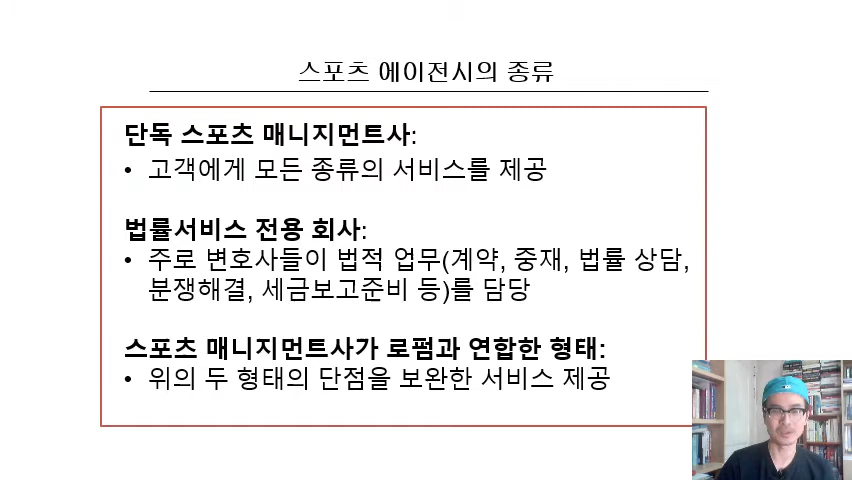 스포츠 에이전시의 종류
단독 스포츠 매니지먼트사:
• 고객에게 모든 종류의 서비스를 제공
법률서비스 전용 회사:
• 주로 변호사들이 법적 업무(계약, 중재, 법률 상담,
분쟁해결, 세금보고준비 등)를 담당
스포츠 매니지먼트사가 로펌과 연합한 형태:
• 위의 두 형태의 단점을 보완한 서비스 제공